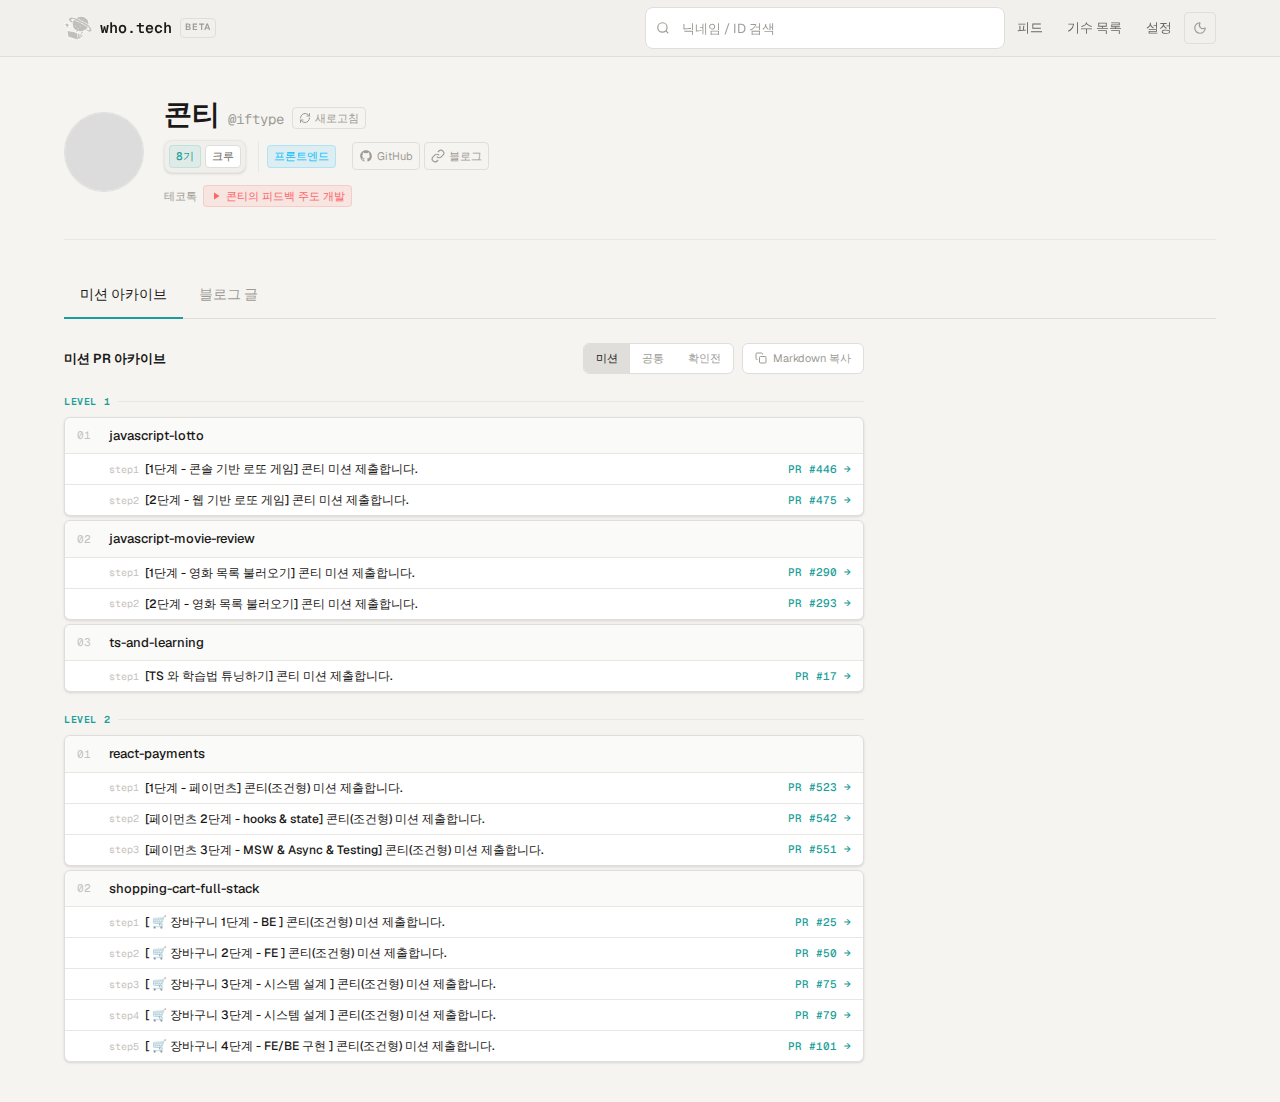 who.tech BETA
닉네임 / ID 검색
피드 기수 목록 설정
콘티 @iftype 새로고침
8기 크루 프론트엔드 GitHub 블로그
테코톡 콘티의 피드백 주도 개발
미션 아카이브 블로그 글
미션 PR 아카이브 미션 공통 확인전 Markdown 복사
LEVEL 1
01 javascript-lotto
step1 [1단계 - 콘솔 기반 로또 게임] 콘티 미션 제출합니다. PR #446 →
step2 [2단계 - 웹 기반 로또 게임] 콘티 미션 제출합니다. PR #475 →
02 javascript-movie-review
step1 [1단계 - 영화 목록 불러오기] 콘티 미션 제출합니다. PR #290 →
step2 [2단계 - 영화 목록 불러오기] 콘티 미션 제출합니다. PR #293 →
03 ts-and-learning
step1 [TS 와 학습법 튜닝하기] 콘티 미션 제출합니다. PR #17 →
LEVEL 2
01 react-payments
step1 [1단계 - 페이먼츠] 콘티(조건형) 미션 제출합니다. PR #523 →
step2 [페이먼츠 2단계 - hooks & state] 콘티(조건형) 미션 제출합니다. PR #542 →
step3 [페이먼츠 3단계 - MSW & Async & Testing] 콘티(조건형) 미션 제출합니다. PR #551 →
02 shopping-cart-full-stack
step1 [ 🛒 장바구니 1단계 - BE ] 콘티(조건형) 미션 제출합니다. PR #25 →
step2 [ 🛒 장바구니 2단계 - FE ] 콘티(조건형) 미션 제출합니다. PR #50 →
step3 [ 🛒 장바구니 3단계 - 시스템 설계 ] 콘티(조건형) 미션 제출합니다. PR #75 →
step4 [ 🛒 장바구니 3단계 - 시스템 설계 ] 콘티(조건형) 미션 제출합니다. PR #79 →
step5 [ 🛒 장바구니 4단계 - FE/BE 구현 ] 콘티(조건형) 미션 제출합니다. PR #101 →